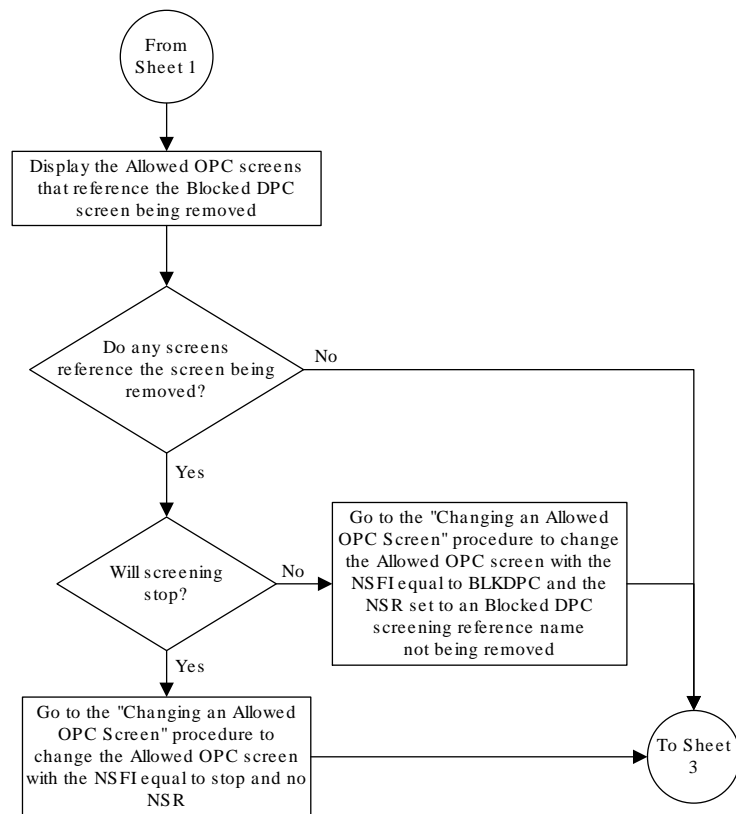 From
Sheet 1
Display the Allowed OPC screens
that reference the Blocked DPC
screen being removed
Do any screens
reference the screen being
removed?
No
Yes
Will screening
stop?
No
Go to the "Changing an Allowed
OPC Screen" procedure to change
the Allowed OPC screen with the
NSFI equal to BLKDPC and the
NSR set to an Blocked DPC
screening reference name
not being removed
Yes
Go to the "Changing an Allowed
OPC Screen" procedure to
change the Allowed OPC screen
with the NSFI equal to stop and no
NSR
To Sheet
3